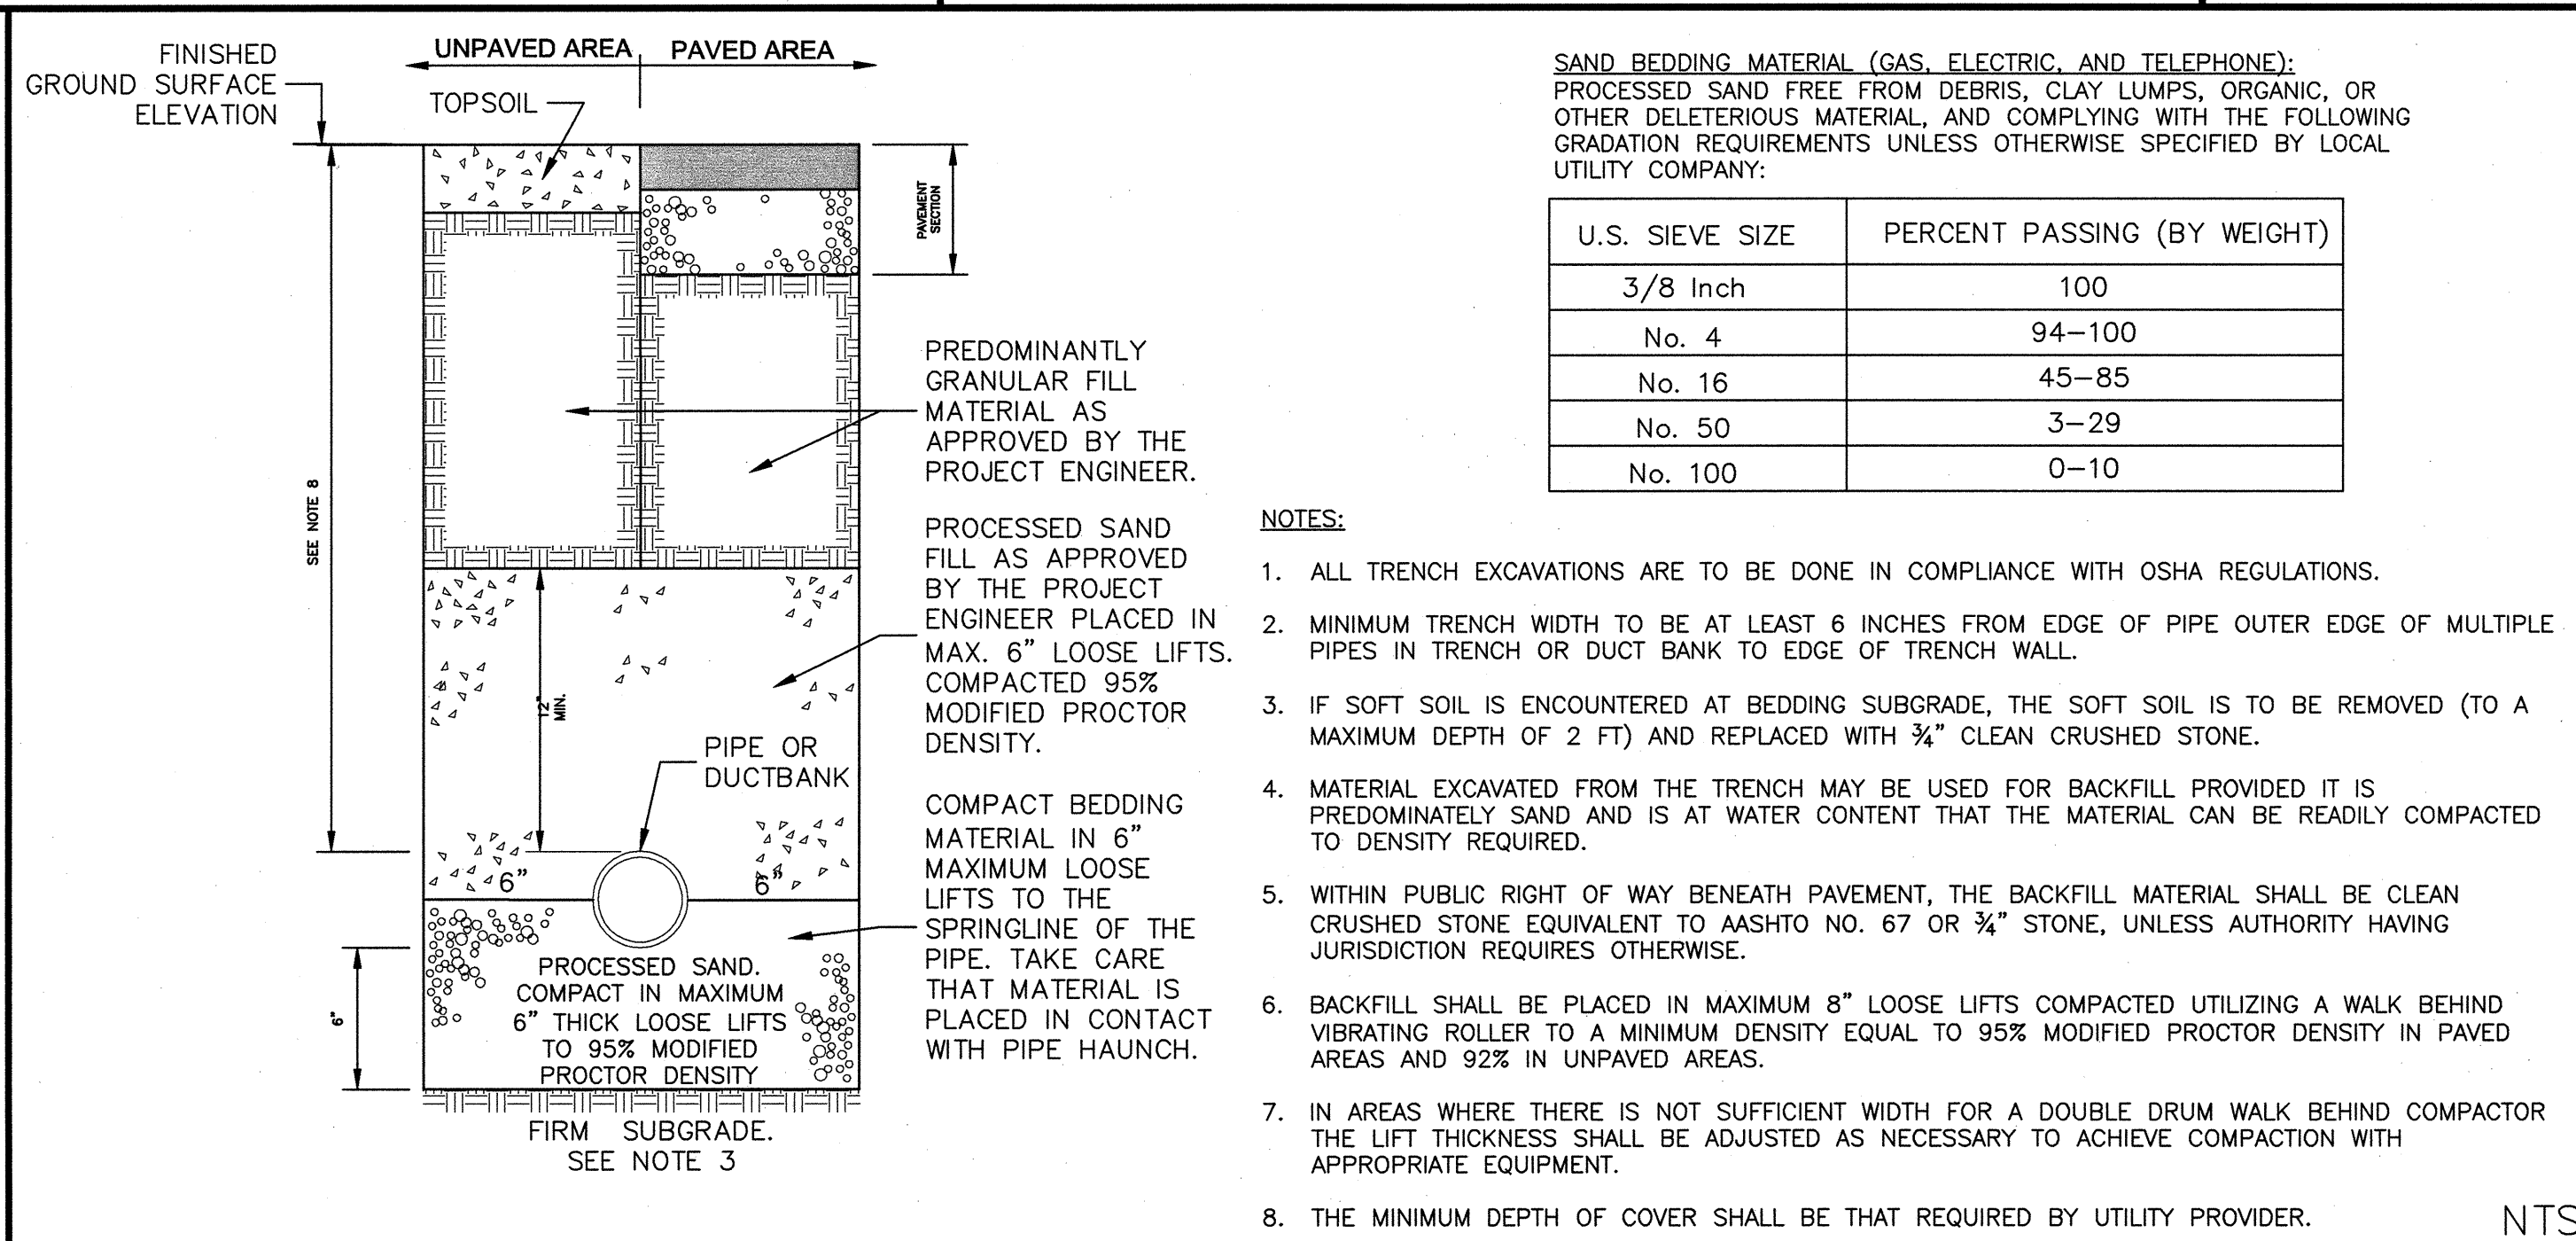 FINISHED
GROUND SURFACE
ELEVATION
UNPAVED AREA
PAVED AREA
TOPSOIL
PAVEMENT
SECTION
SEE NOTE 8
PREDOMINANTLY
GRANULAR FILL
MATERIAL AS
APPROVED BY THE
PROJECT ENGINEER.
PROCESSED SAND
FILL AS APPROVED
BY THE PROJECT
ENGINEER PLACED IN
MAX. 6" LOOSE LIFTS.
COMPACTED 95%
MODIFIED PROCTOR
DENSITY.
12"
MIN.
PIPE OR
DUCTBANK
COMPACT BEDDING
MATERIAL IN 6"
MAXIMUM LOOSE
LIFTS TO THE
SPRINGLINE OF THE
PIPE. TAKE CARE
THAT MATERIAL IS
PLACED IN CONTACT
WITH PIPE HAUNCH.
6"
6"
6"
PROCESSED SAND.
COMPACT IN MAXIMUM
6" THICK LOOSE LIFTS
TO 95% MODIFIED
PROCTOR DENSITY
FIRM SUBGRADE.
SEE NOTE 3
SAND BEDDING MATERIAL (GAS, ELECTRIC, AND TELEPHONE):
PROCESSED SAND FREE FROM DEBRIS, CLAY LUMPS, ORGANIC, OR
OTHER DELETERIOUS MATERIAL, AND COMPLYING WITH THE FOLLOWING
GRADATION REQUIREMENTS UNLESS OTHERWISE SPECIFIED BY LOCAL
UTILITY COMPANY:
U.S. SIEVE SIZE PERCENT PASSING (BY WEIGHT)
3/8 Inch 100
No. 4 94-100
No. 16 45-85
No. 50 3-29
No. 100 0-10
NOTES:
1. ALL TRENCH EXCAVATIONS ARE TO BE DONE IN COMPLIANCE WITH OSHA REGULATIONS.
2. MINIMUM TRENCH WIDTH TO BE AT LEAST 6 INCHES FROM EDGE OF PIPE OUTER EDGE OF MULTIPLE
PIPES IN TRENCH OR DUCT BANK TO EDGE OF TRENCH WALL.
3. IF SOFT SOIL IS ENCOUNTERED AT BEDDING SUBGRADE, THE SOFT SOIL IS TO BE REMOVED (TO A
MAXIMUM DEPTH OF 2 FT) AND REPLACED WITH ¾" CLEAN CRUSHED STONE.
4. MATERIAL EXCAVATED FROM THE TRENCH MAY BE USED FOR BACKFILL PROVIDED IT IS
PREDOMINATELY SAND AND IS AT WATER CONTENT THAT THE MATERIAL CAN BE READILY COMPACTED
TO DENSITY REQUIRED.
5. WITHIN PUBLIC RIGHT OF WAY BENEATH PAVEMENT, THE BACKFILL MATERIAL SHALL BE CLEAN
CRUSHED STONE EQUIVALENT TO AASHTO NO. 67 OR ¾" STONE, UNLESS AUTHORITY HAVING
JURISDICTION REQUIRES OTHERWISE.
6. BACKFILL SHALL BE PLACED IN MAXIMUM 8" LOOSE LIFTS COMPACTED UTILIZING A WALK BEHIND
VIBRATING ROLLER TO A MINIMUM DENSITY EQUAL TO 95% MODIFIED PROCTOR DENSITY IN PAVED
AREAS AND 92% IN UNPAVED AREAS.
7. IN AREAS WHERE THERE IS NOT SUFFICIENT WIDTH FOR A DOUBLE DRUM WALK BEHIND COMPACTOR
THE LIFT THICKNESS SHALL BE ADJUSTED AS NECESSARY TO ACHIEVE COMPACTION WITH
APPROPRIATE EQUIPMENT.
8. THE MINIMUM DEPTH OF COVER SHALL BE THAT REQUIRED BY UTILITY PROVIDER.
NTS